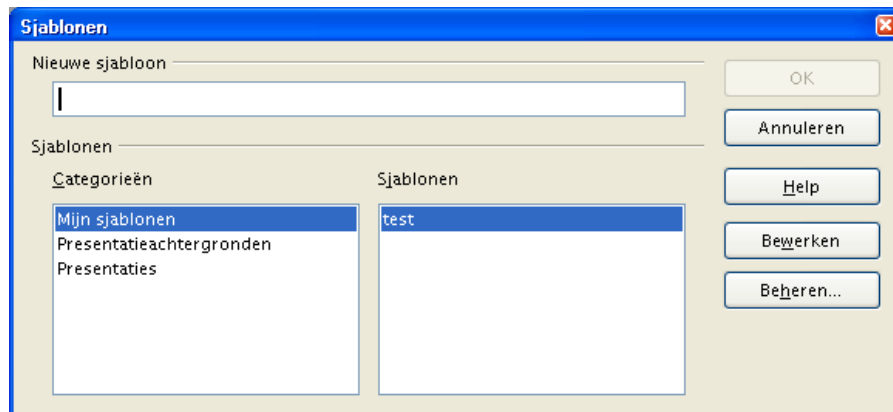 Sjablonen
Nieuwe sjabloon
OK
Annuleren
Sjablonen
Categorieën
Sjablonen
Help
Mijn sjablonen
test
Presentatieachtergronden
Bewerken
Presentaties
Beheren...